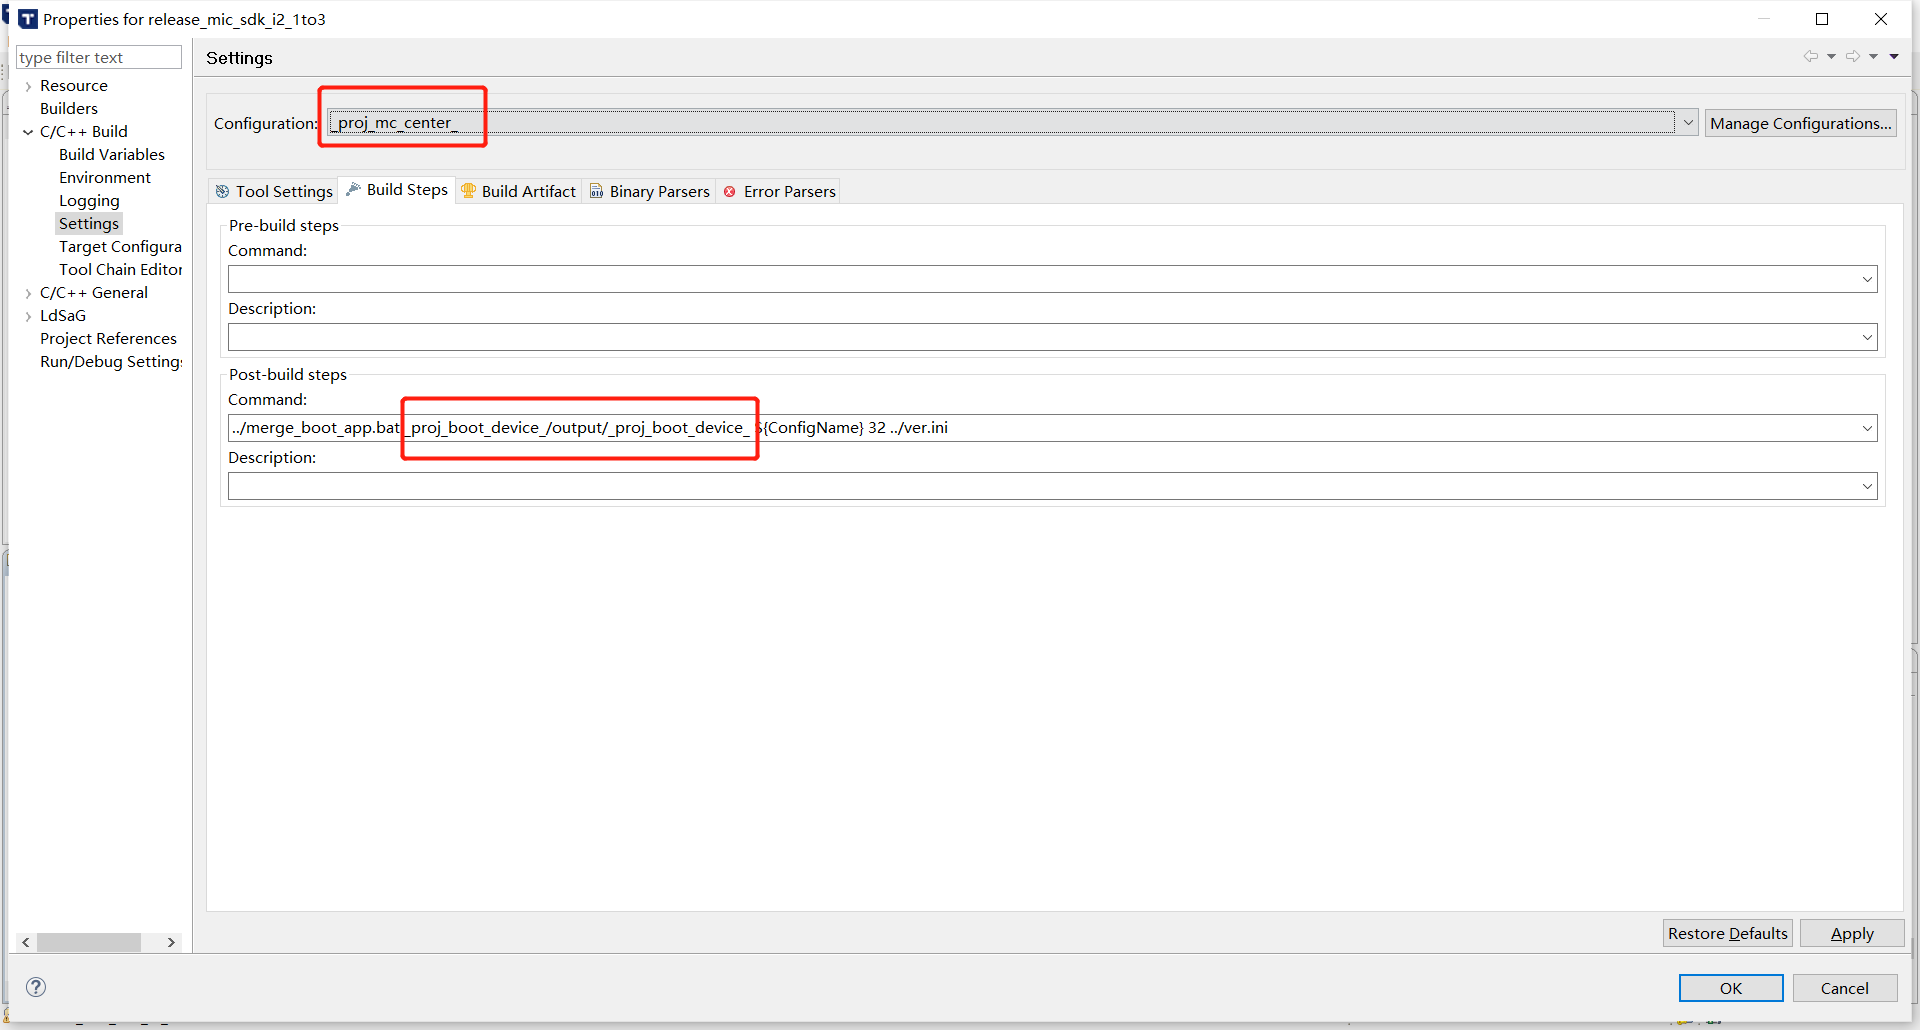 Properties for release_mic_sdk_i2_1to3
type filter text
Settings
Resource
Builders
C/C++ Build
Build Variables
Environment
Logging
Settings
Target Configura
Tool Chain Editor
C/C++ General
LdSaG
Project References
Run/Debug Settings
Configuration: _proj_mc_center_
Manage Configurations...
Tool Settings
Build Steps
Build Artifact
Binary Parsers
Error Parsers
Pre-build steps
Command:
Description:
Post-build steps
Command:
../merge_boot_app.bat _proj_boot_device_/output/_proj_boot_device_ ${ConfigName} 32 ../ver.ini
Description:
Restore Defaults
Apply
OK
Cancel